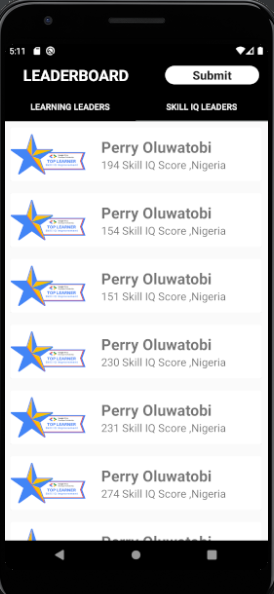 5:11
LEADERBOARD
Submit
LEARNING LEADERS
SKILL IQ LEADERS
Perry Oluwatobi
194 Skill IQ Score ,Nigeria
TOP LEARNER
Perry Oluwatobi
154 Skill IQ Score ,Nigeria
TOP LEARNER
Perry Oluwatobi
151 Skill IQ Score ,Nigeria
TOP LEARNER
Perry Oluwatobi
230 Skill IQ Score ,Nigeria
TOP LEARNER
Perry Oluwatobi
231 Skill IQ Score ,Nigeria
TOP LEARNER
Perry Oluwatobi
274 Skill IQ Score ,Nigeria
TOP LEARNER
Perry Oluwatobi